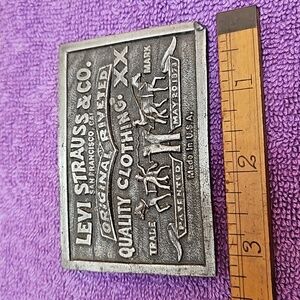 LEVI STRAUSS & CO.
SAN FRANCISCO, CAL.
ORIGINAL RIVETED
QUALITY CLOTHING.
XX
TRADE MARK
PATENTED MAY 20 1873
Made in U.S.A.
1
2
3